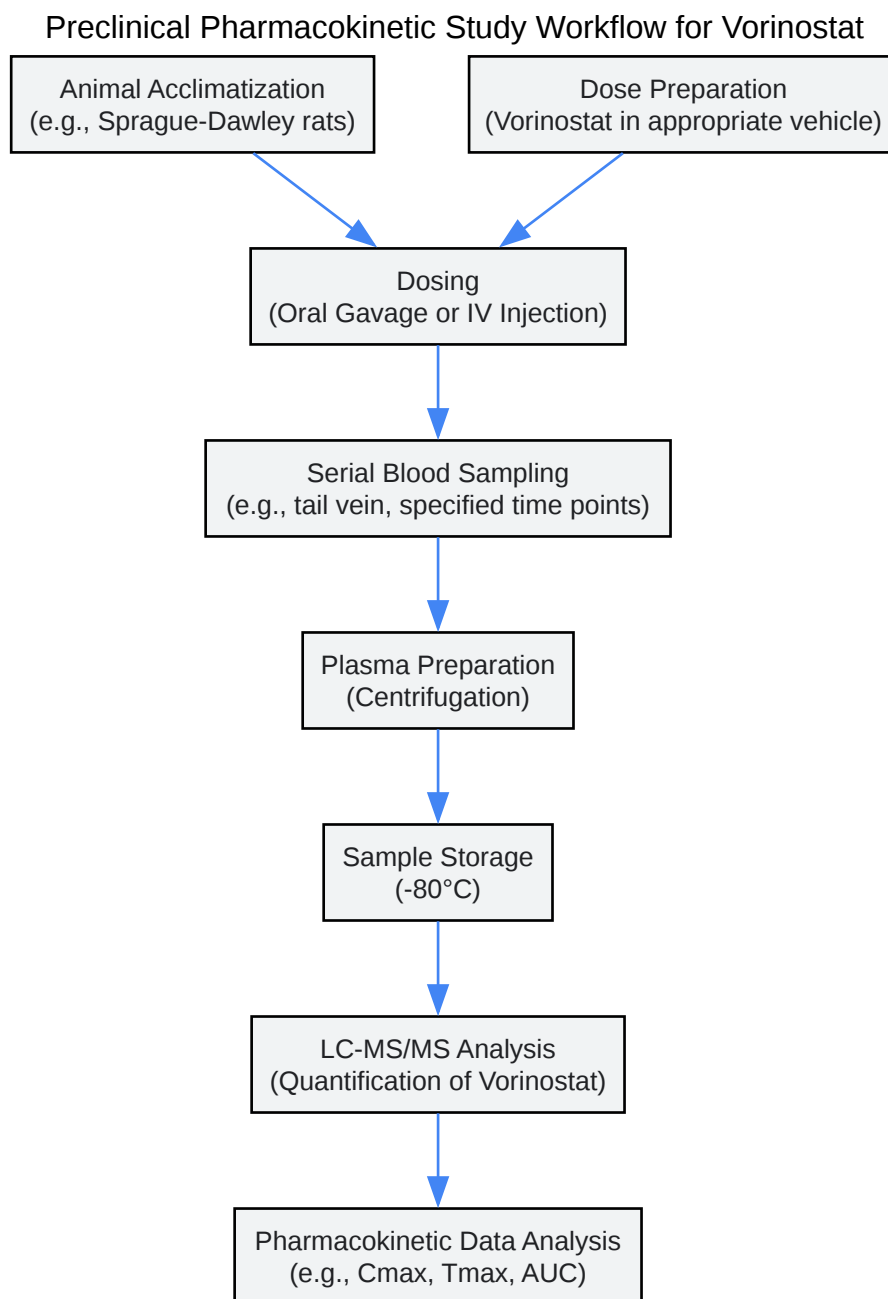 Preclinical Pharmacokinetic Study Workflow for Vorinostat
Animal Acclimatization
(e.g., Sprague-Dawley rats)
Dose Preparation
(Vorinostat in appropriate vehicle)
Dosing
(Oral Gavage or IV Injection)
Serial Blood Sampling
(e.g., tail vein, specified time points)
Plasma Preparation
(Centrifugation)
Sample Storage
(-80°C)
LC-MS/MS Analysis
(Quantification of Vorinostat)
Pharmacokinetic Data Analysis
(e.g., Cmax, Tmax, AUC)